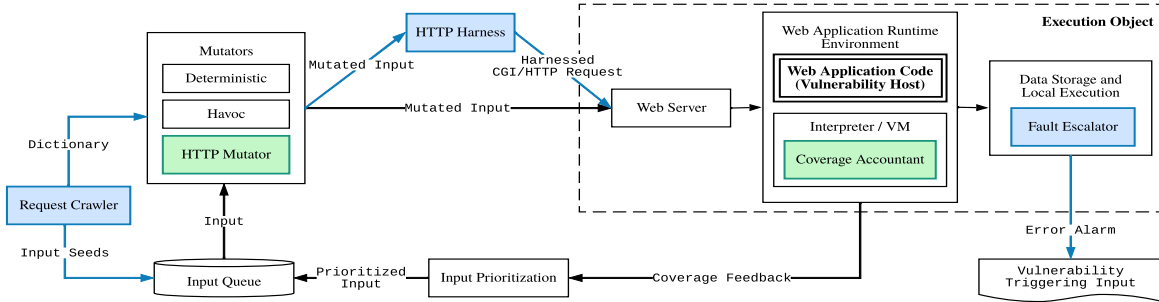 Execution Object
HTTP Harness
Web Application Runtime
Environment
Mutators
Deterministic
Havoc
HTTP Mutator
Mutated Input
Harnessed
CGI/HTTP Request
Mutated Input
Web Server
Web Application Code
(Vulnerability Host)
Interpreter / VM
Coverage Accountant
Data Storage and
Local Execution
Fault Escalator
Dictionary
Request Crawler
Input Seeds
Input
Input Queue
Prioritized
Input
Input Prioritization
Coverage Feedback
Error Alarm
Vulnerability
Triggering Input